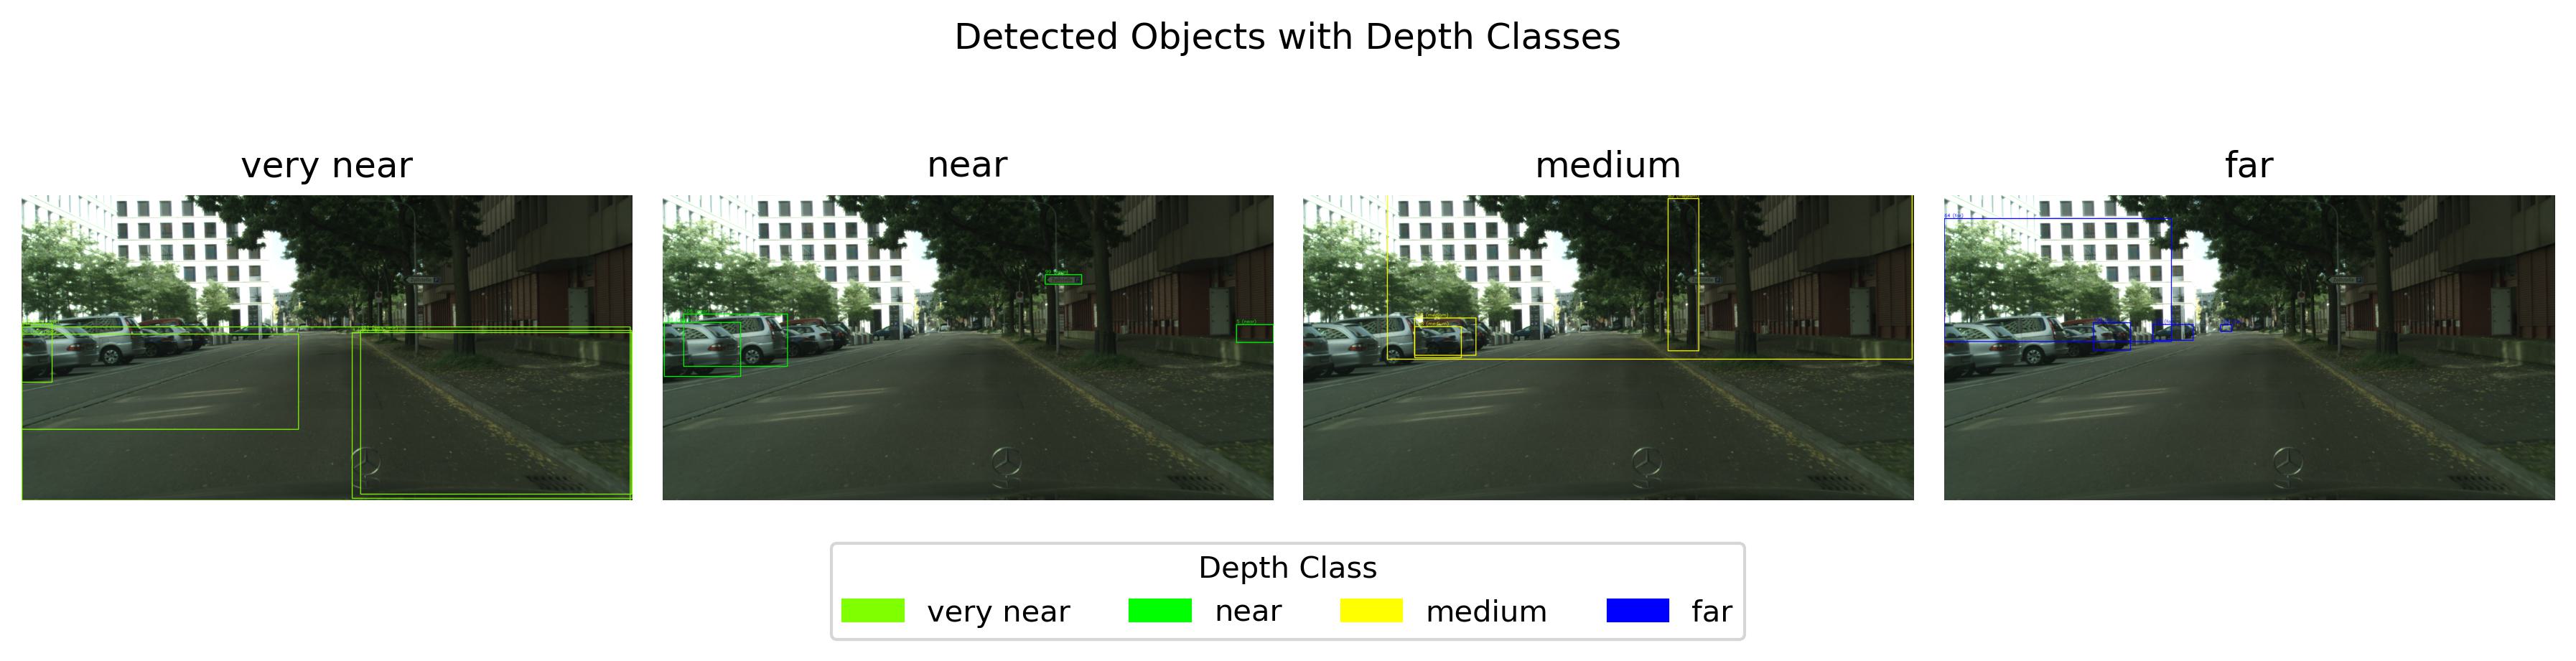 Detected Objects with Depth Classes
very near
near
medium
far
Depth Class
very near
near
medium
far